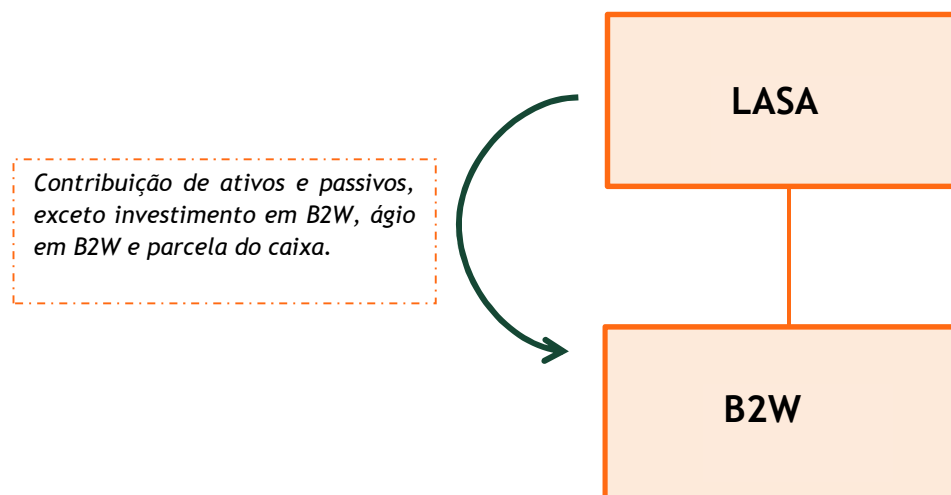 LASA
Contribuição de ativos e passivos,
exceto investimento em B2W, ágio
em B2W e parcela do caixa.
B2W